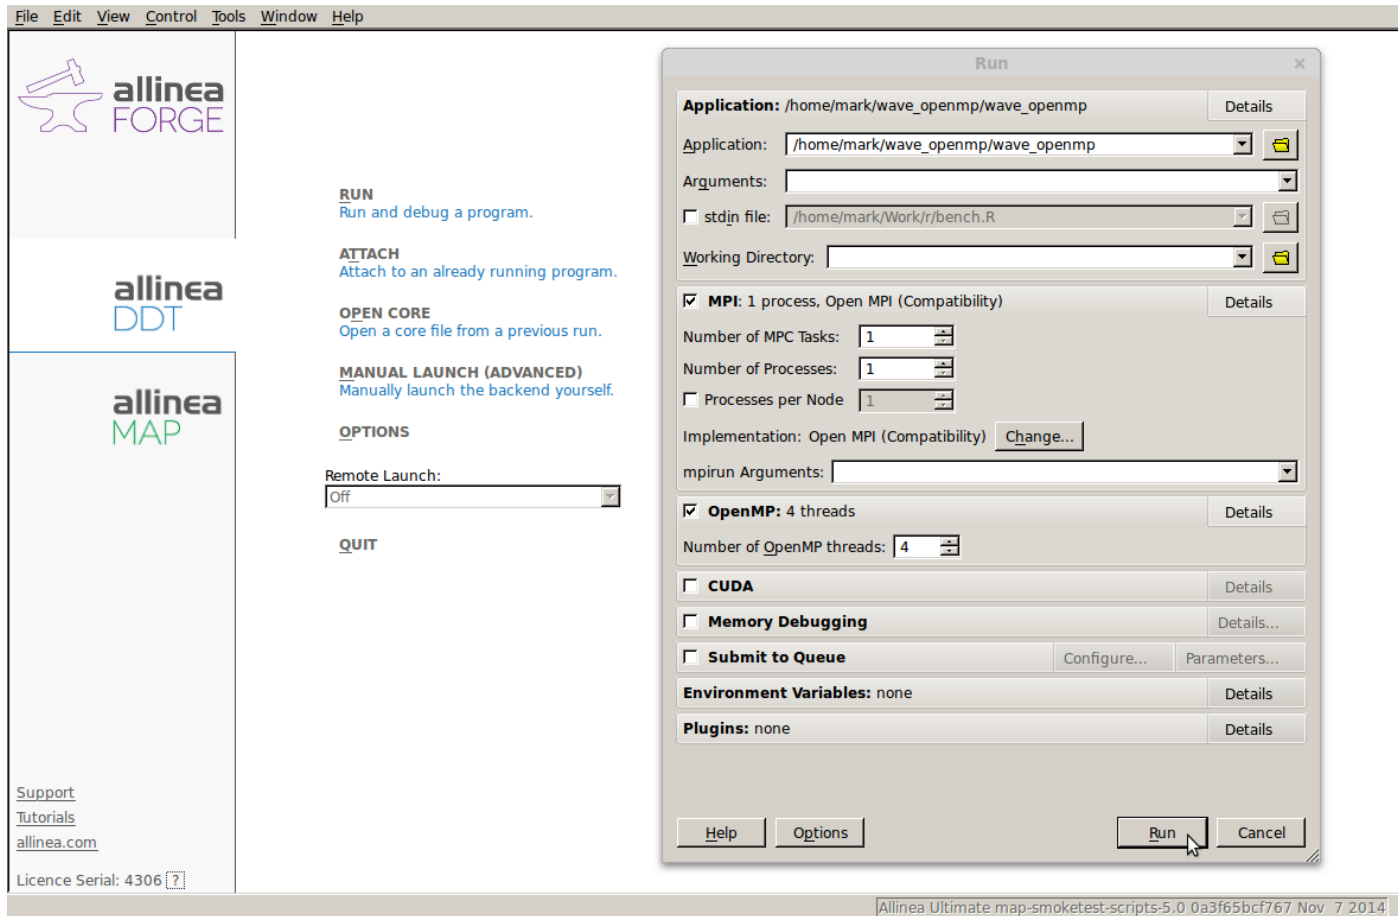 File Edit View Control Tools Window Help
allinea
FORGE
allinea
DDT
allinea
MAP
Support
Tutorials
allinea.com
Licence Serial: 4306 ?
RUN
Run and debug a program.
ATTACH
Attach to an already running program.
OPEN CORE
Open a core file from a previous run.
MANUAL LAUNCH (ADVANCED)
Manually launch the backend yourself.
OPTIONS
Remote Launch:
Off
QUIT
Run ×
Application: /home/mark/wave_openmp/wave_openmp Details
Application: /home/mark/wave_openmp/wave_openmp
Arguments:
stdin file: /home/mark/Work/r/bench.R
Working Directory:
MPI: 1 process, Open MPI (Compatibility) Details
Number of MPC Tasks: 1
Number of Processes: 1
Processes per Node 1
Implementation: Open MPI (Compatibility) Change...
mpirun Arguments:
OpenMP: 4 threads Details
Number of OpenMP threads: 4
CUDA Details
Memory Debugging Details...
Submit to Queue Configure... Parameters...
Environment Variables: none Details
Plugins: none Details
Help Options Run Cancel
Allinea Ultimate map-smoketest-scripts-5.0 0a3f65bcf767 Nov 7 2014